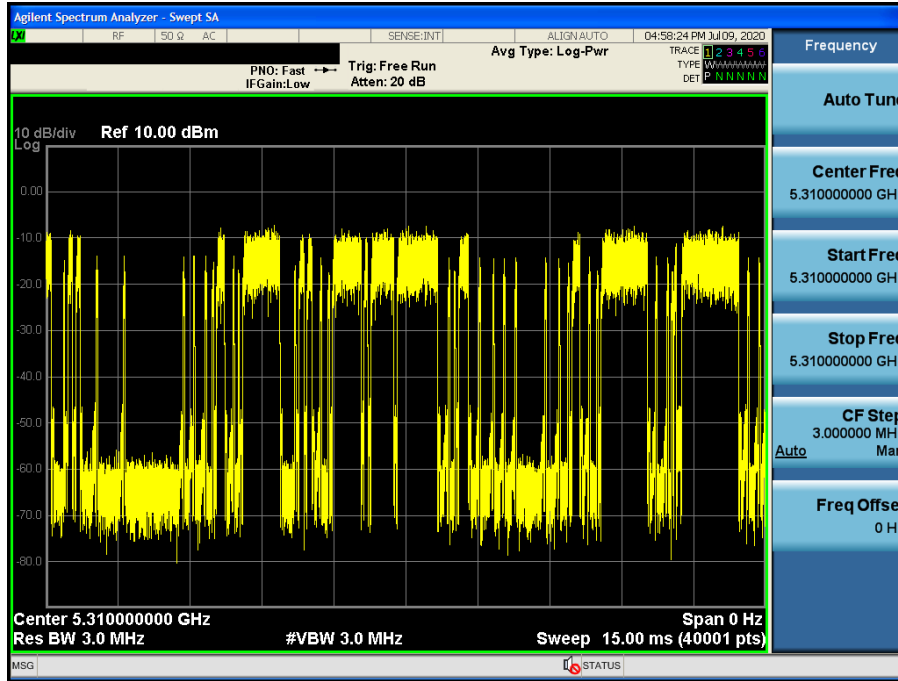 Agilent Spectrum Analyzer - Swept SA
LXI RF 50 Ω AC SENSE:INT ALIGN AUTO 04:58:24 PM Jul 09, 2020
Avg Type: Log-Pwr
TRACE 1 2 3 4 5 6
TYPE W
DET P N N N N N
PNO: Fast
IFGain:Low
Trig: Free Run
Atten: 20 dB
10 dB/div Ref 10.00 dBm
Log
0.00
-10.0
-20.0
-30.0
-40.0
-50.0
-60.0
-70.0
-80.0
Center 5.310000000 GHz Span 0 Hz
Res BW 3.0 MHz #VBW 3.0 MHz Sweep 15.00 ms (40001 pts)
MSG STATUS
Frequency
Auto Tun
Center Fre
5.310000000 GH
Start Fre
5.310000000 GH
Stop Fre
5.310000000 GH
CF Step
3.000000 MH
Auto Ma
Freq Offse
0 H